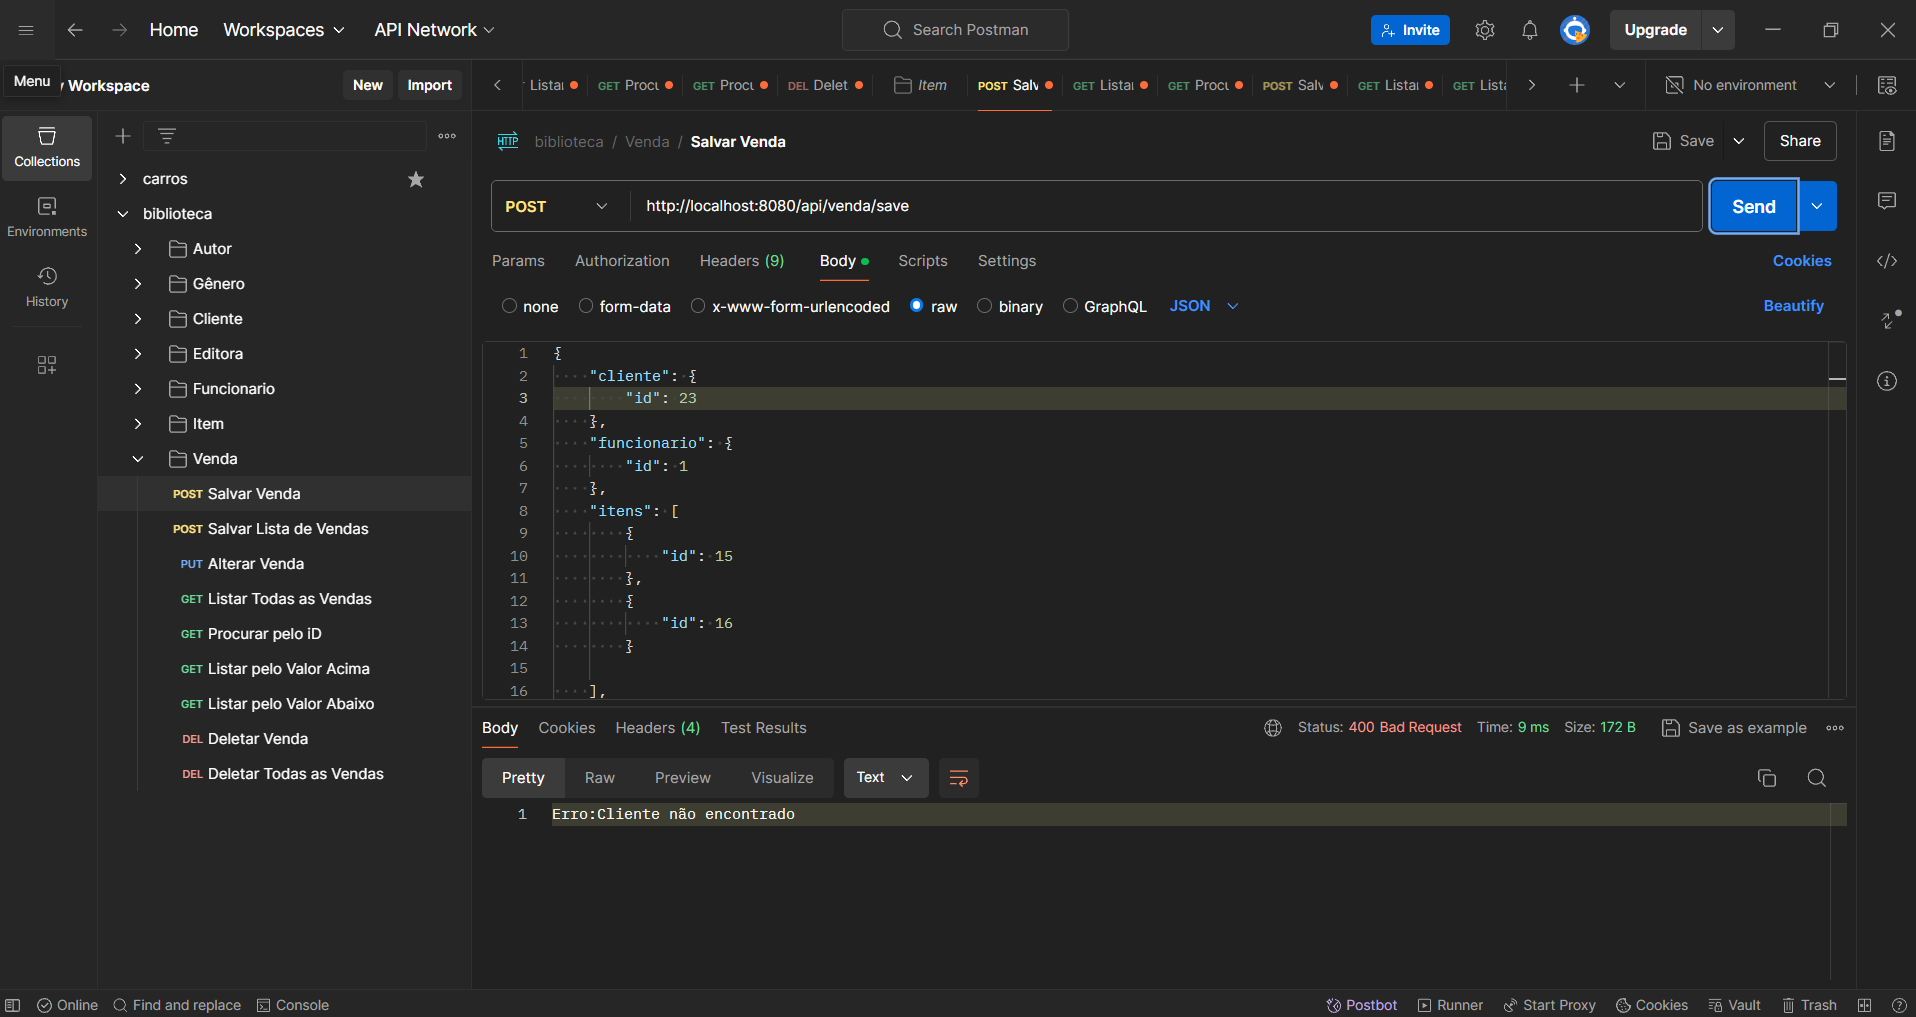 Home
Workspaces
API Network
Search Postman
Invite
Upgrade
Menu
Workspace
New
Import
GET Procu
GET Procu
DEL Delet
Item
POST Salv
GET Listar
GET Procu
POST Salv
GET Listar
GET Lista
No environment
Collections
Environments
History
carros
biblioteca
Autor
Gênero
Cliente
Editora
Funcionario
Item
Venda
POST Salvar Venda
POST Salvar Lista de Vendas
PUT Alterar Venda
GET Listar Todas as Vendas
GET Procurar pelo iD
GET Listar pelo Valor Acima
GET Listar pelo Valor Abaixo
DEL Deletar Venda
DEL Deletar Todas as Vendas
HTTP biblioteca / Venda / Salvar Venda
Save
Share
POST
http://localhost:8080/api/venda/save
Send
Params
Authorization
Headers (9)
Body
Scripts
Settings
Cookies
none
form-data
x-www-form-urlencoded
raw
binary
GraphQL
JSON
Beautify
1 {
2 "cliente": {
3 "id": 23
4 },
5 "funcionario": {
6 "id": 1
7 },
8 "itens": [
9 {
10 "id": 15
11 },
12 {
13 "id": 16
14 }
15
16 ],
Body
Cookies
Headers (4)
Test Results
Status: 400 Bad Request
Time: 9 ms
Size: 172 B
Save as example
Pretty
Raw
Preview
Visualize
Text
1 Erro:Cliente não encontrado
Online
Find and replace
Console
Postbot
Runner
Start Proxy
Cookies
Vault
Trash